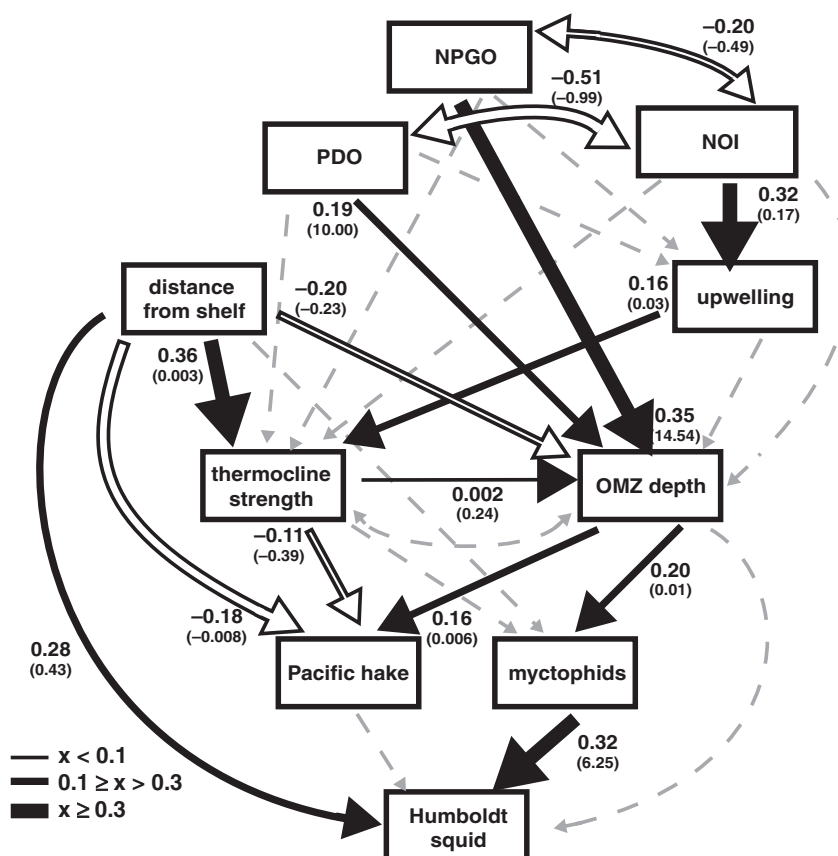 NPGO
−0.20
(−0.49)
−0.51
(−0.99)
PDO
NOI
0.19
(10.00)
0.32
(0.17)
distance
from shelf
−0.20
(−0.23)
0.16
(0.03)
upwelling
0.36
(0.003)
0.35
14.54)
thermocline
strength
0.002
(0.24)
OMZ depth
−0.11
(−0.39)
0.20
(0.01)
−0.18
(−0.008)
0.16
(0.006)
0.28
(0.43)
Pacific hake
myctophids
0.32
(6.25)
x < 0.1
0.1 ≥ x > 0.3
x ≥ 0.3
Humboldt
squid